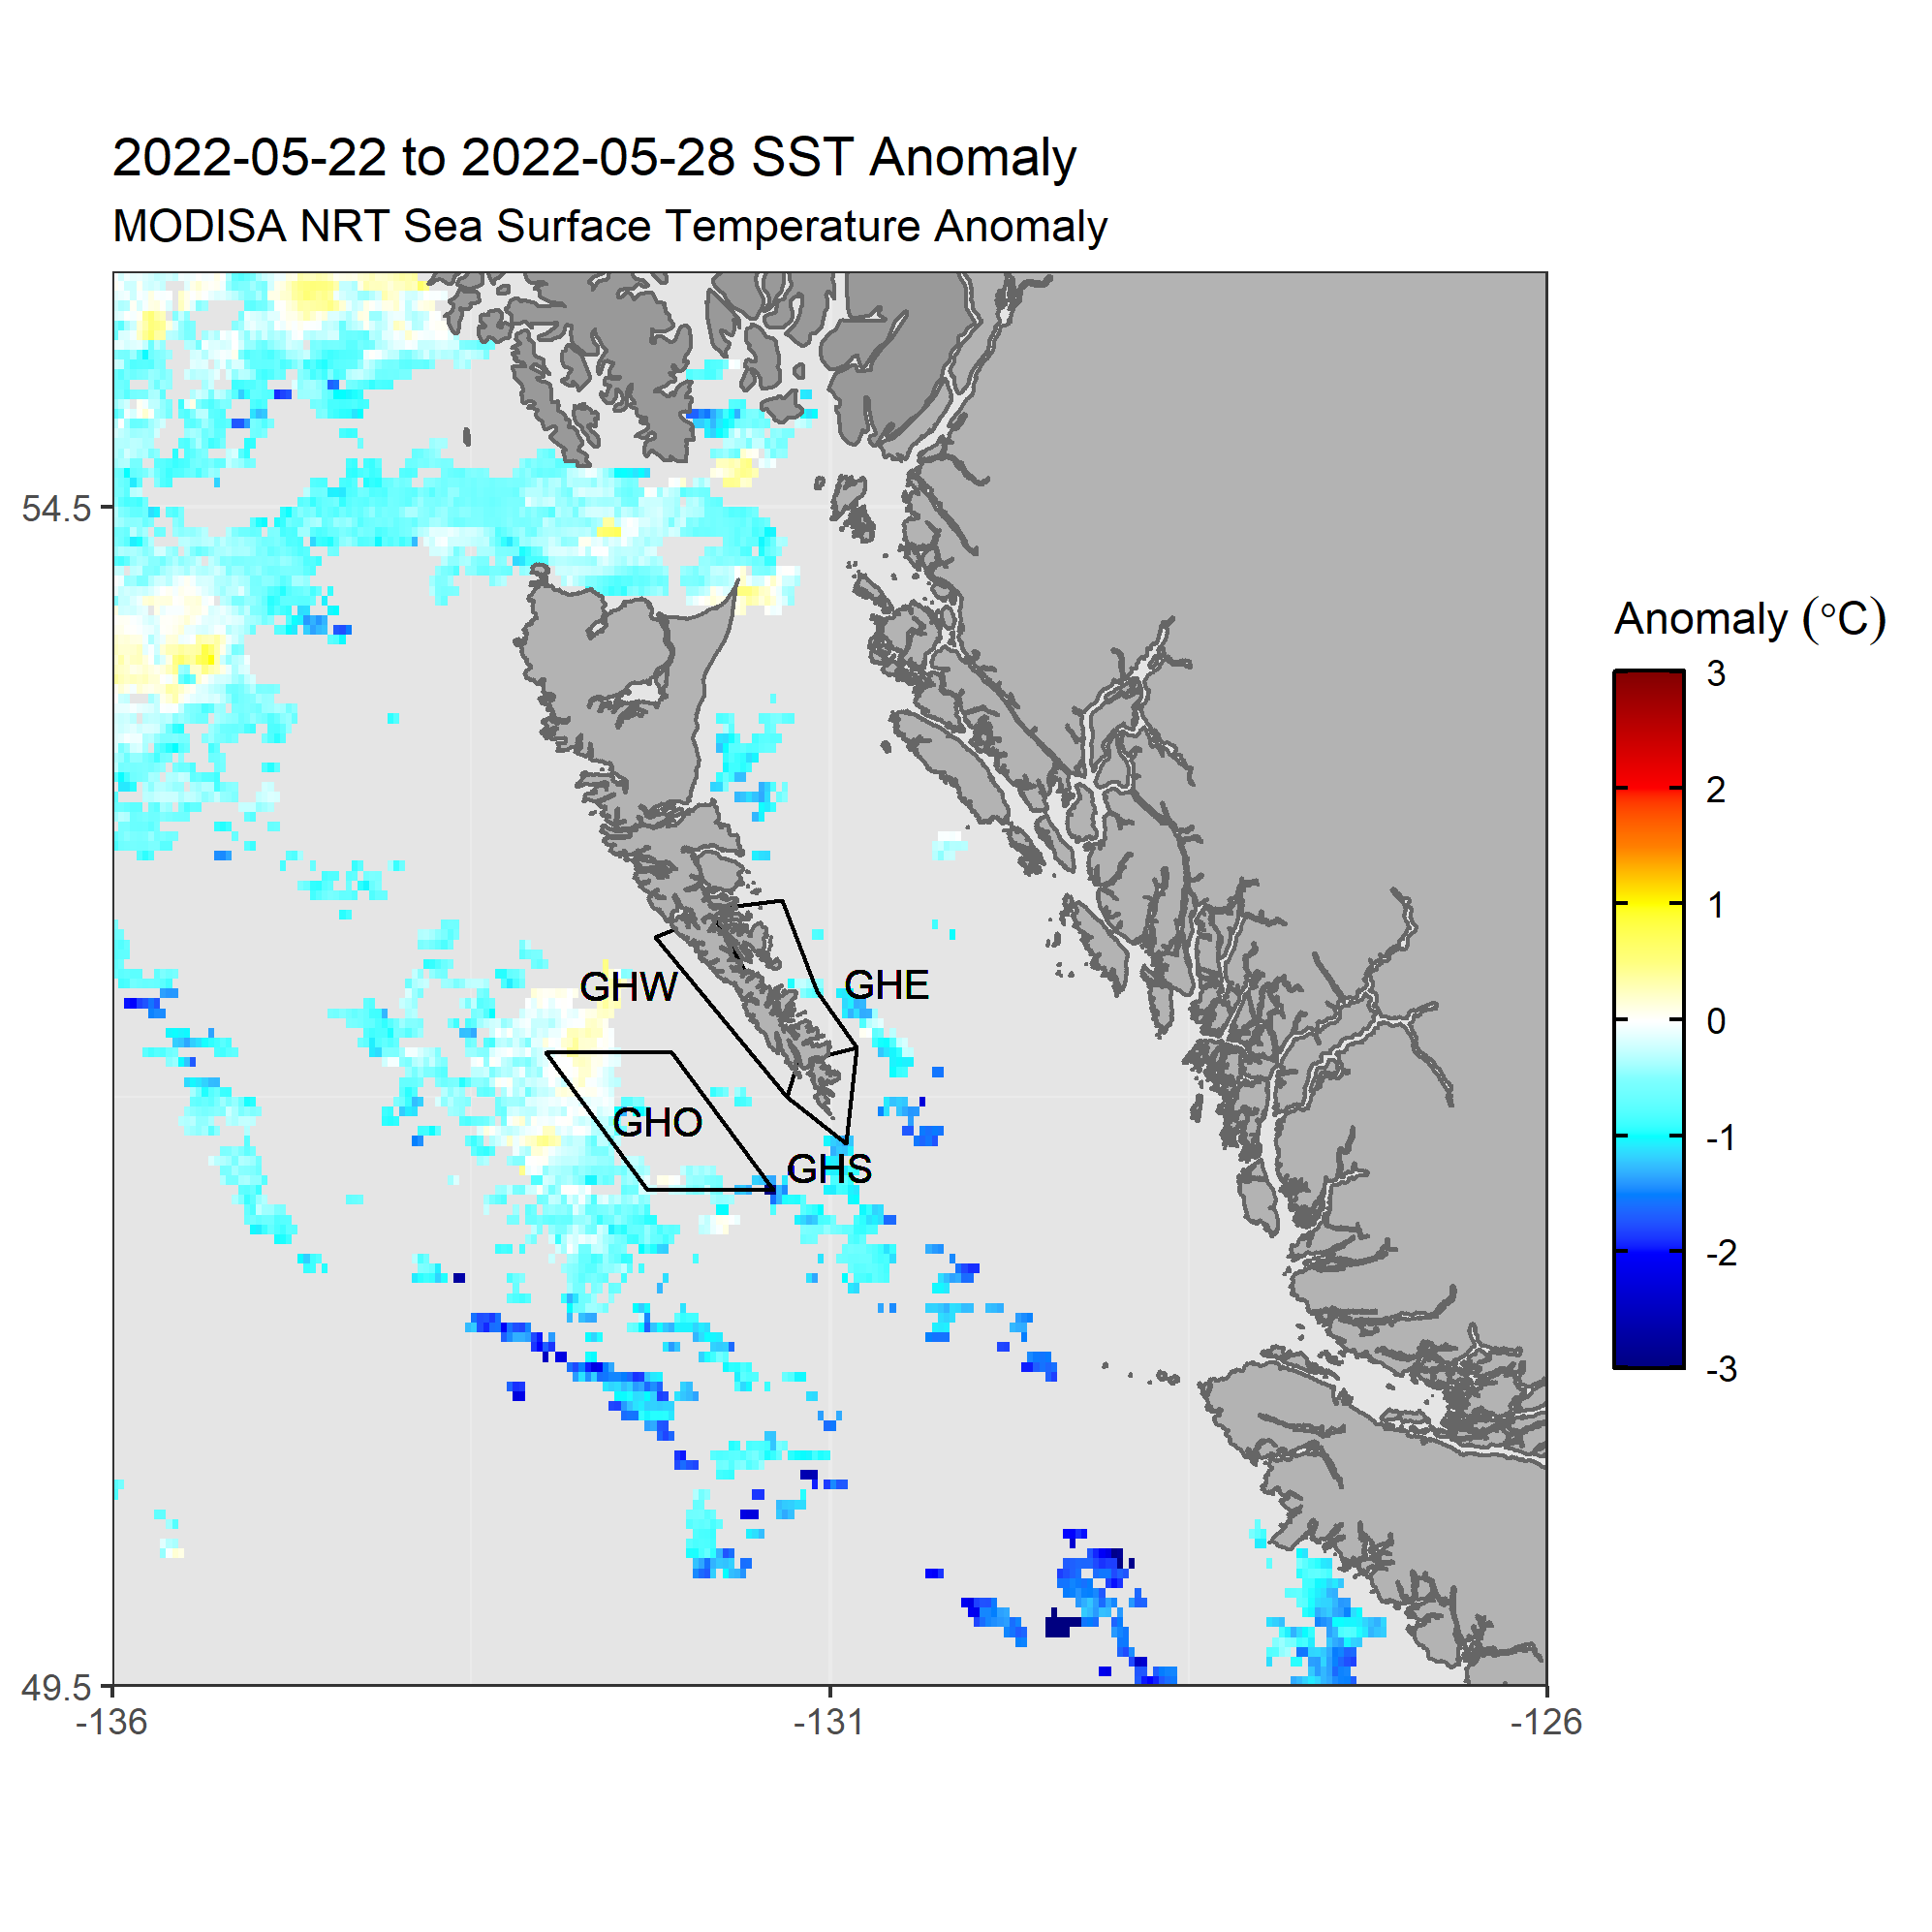 2022-05-22 to 2022-05-28 SST Anomaly
MODISA NRT Sea Surface Temperature Anomaly
54.5
49.5
-136
-131
-126
GHW
GHE
GHO
GHS
Anomaly (°C)
3
2
1
0
-1
-2
-3